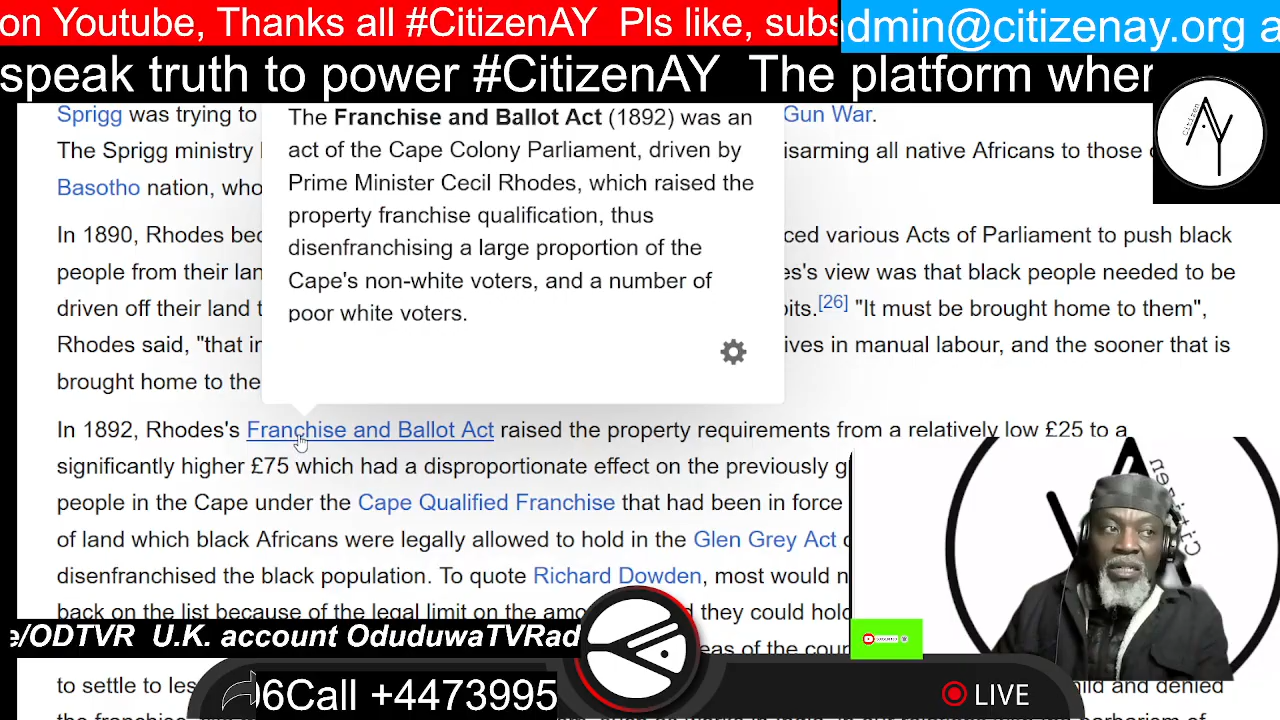 on Youtube, Thanks all #CitizenAY Pls like, subs
admin@citizenay.org a
speak truth to power #CitizenAY The platform wher
Citizen
AY
Sprigg was trying to
Gun War.
The Sprigg ministry
isarming all native Africans to those
Basotho nation, who
The Franchise and Ballot Act (1892) was an
act of the Cape Colony Parliament, driven by
Prime Minister Cecil Rhodes, which raised the
property franchise qualification, thus
disenfranchising a large proportion of the
Cape's non-white voters, and a number of
poor white voters.
In 1890, Rhodes bec
ced various Acts of Parliament to push black
people from their lan
es's view was that black people needed to be
driven off their land t
bits.[26] "It must be brought home to them",
Rhodes said, "that in
ives in manual labour, and the sooner that is
brought home to the
In 1892, Rhodes's Franchise and Ballot Act raised the property requirements from a relatively low £25 to a
significantly higher £75 which had a disproportionate effect on the previously g
people in the Cape under the Cape Qualified Franchise that had been in force
of land which black Africans were legally allowed to hold in the Glen Grey Act
disenfranchised the black population. To quote Richard Dowden, most would n
back on the list because of the legal limit on the amo
they could hold
e/ODTVR U.K. account OduduwaTVRad
eas of the coun
to settle to les
ild and denied
06Call +4473995
LIVE